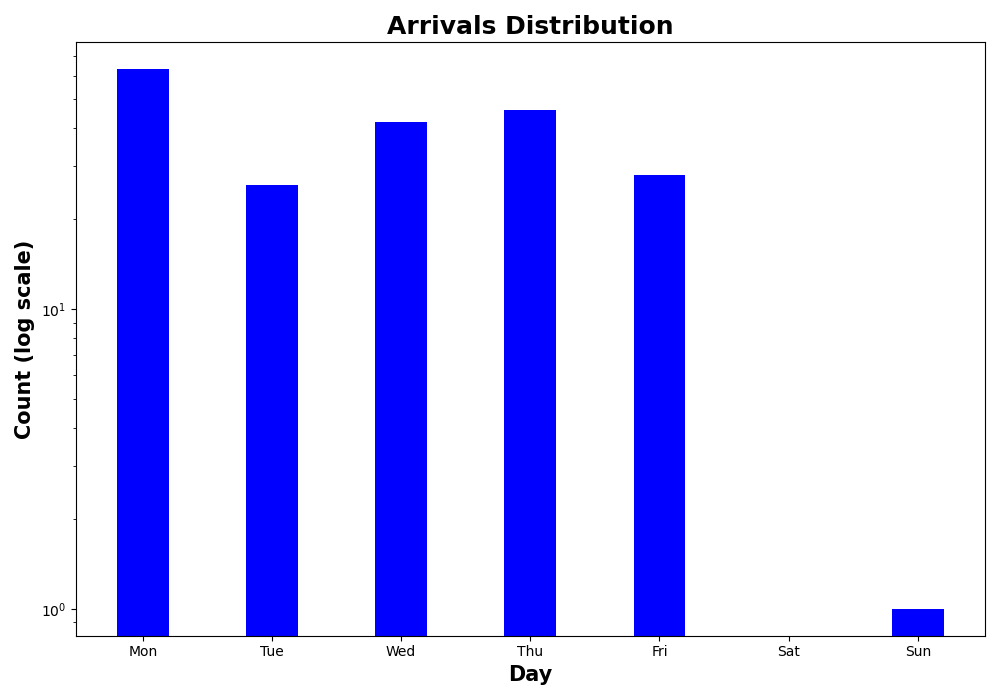 Arrivals Distribution
Count (log scale)
10¹
10⁰
Mon Tue Wed Thu Fri Sat Sun
Day